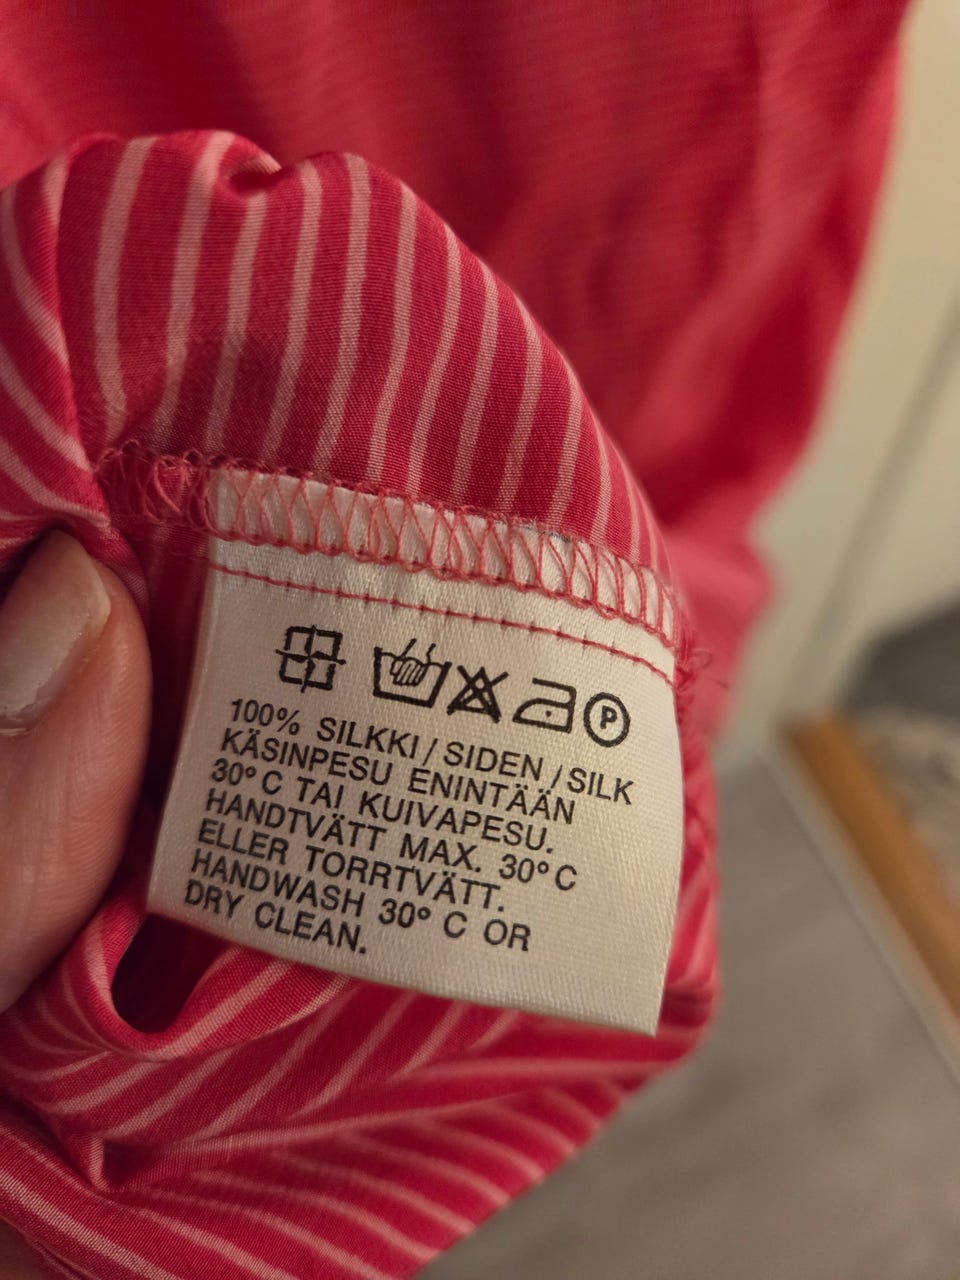 P
100% SILKKI / SIDEN / SILK
KÄSINPESU ENINTÄÄN
30° C TAI KUIVAPESU.
HANDTVÄTT MAX. 30° C
ELLER TORRTVÄTT.
HANDWASH 30° C OR
DRY CLEAN.